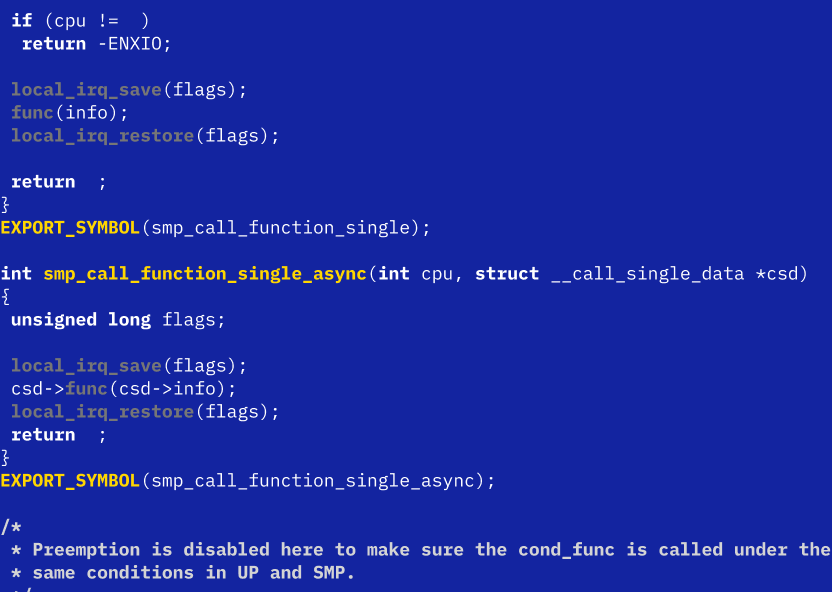 if (cpu != )
return -ENXIO;
local_irq_save(flags);
func(info);
local_irq_restore(flags);
return ;
}
EXPORT_SYMBOL(smp_call_function_single);
int smp_call_function_single_async(int cpu, struct __call_single_data *csd)
{
unsigned long flags;
local_irq_save(flags);
csd->func(csd->info);
local_irq_restore(flags);
return ;
}
EXPORT_SYMBOL(smp_call_function_single_async);
/*
* Preemption is disabled here to make sure the cond_func is called under the
* same conditions in UP and SMP.
*/